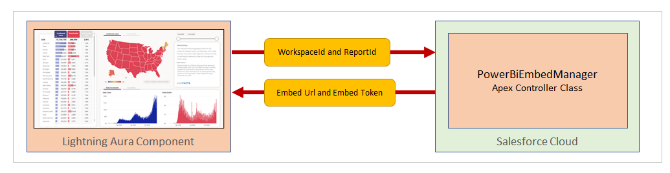 WorkspaceId and ReportId
Embed Url and Embed Token
Lightning Aura Component
PowerBiEmbedManager
Apex Controller Class
Salesforce Cloud